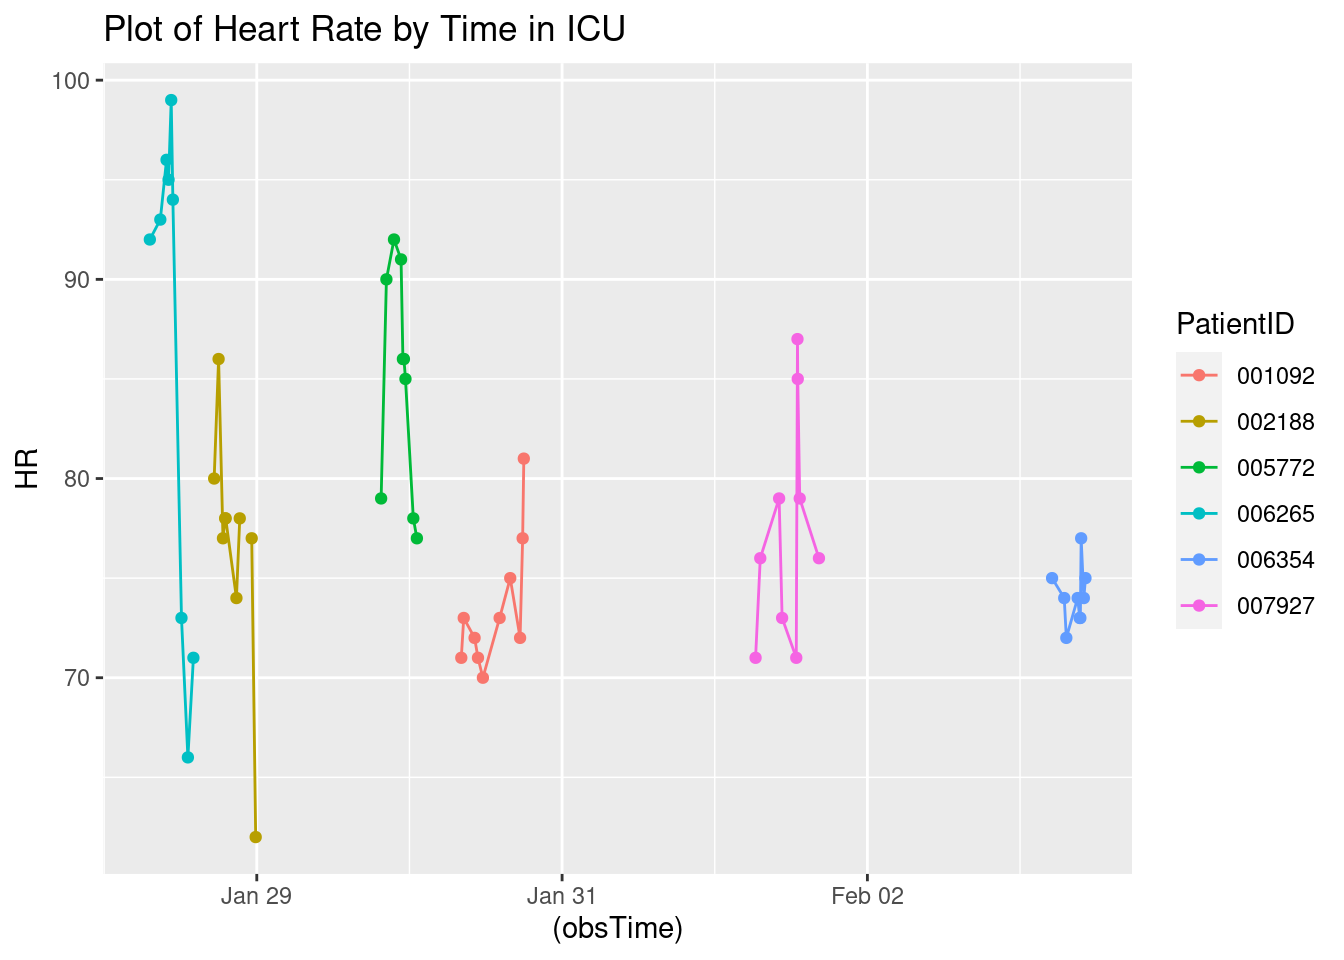 Plot of Heart Rate by Time in ICU
100
90
80
70
HR
Jan 29
Jan 31
Feb 02
(obsTime)
PatientID
001092
002188
005772
006265
006354
007927